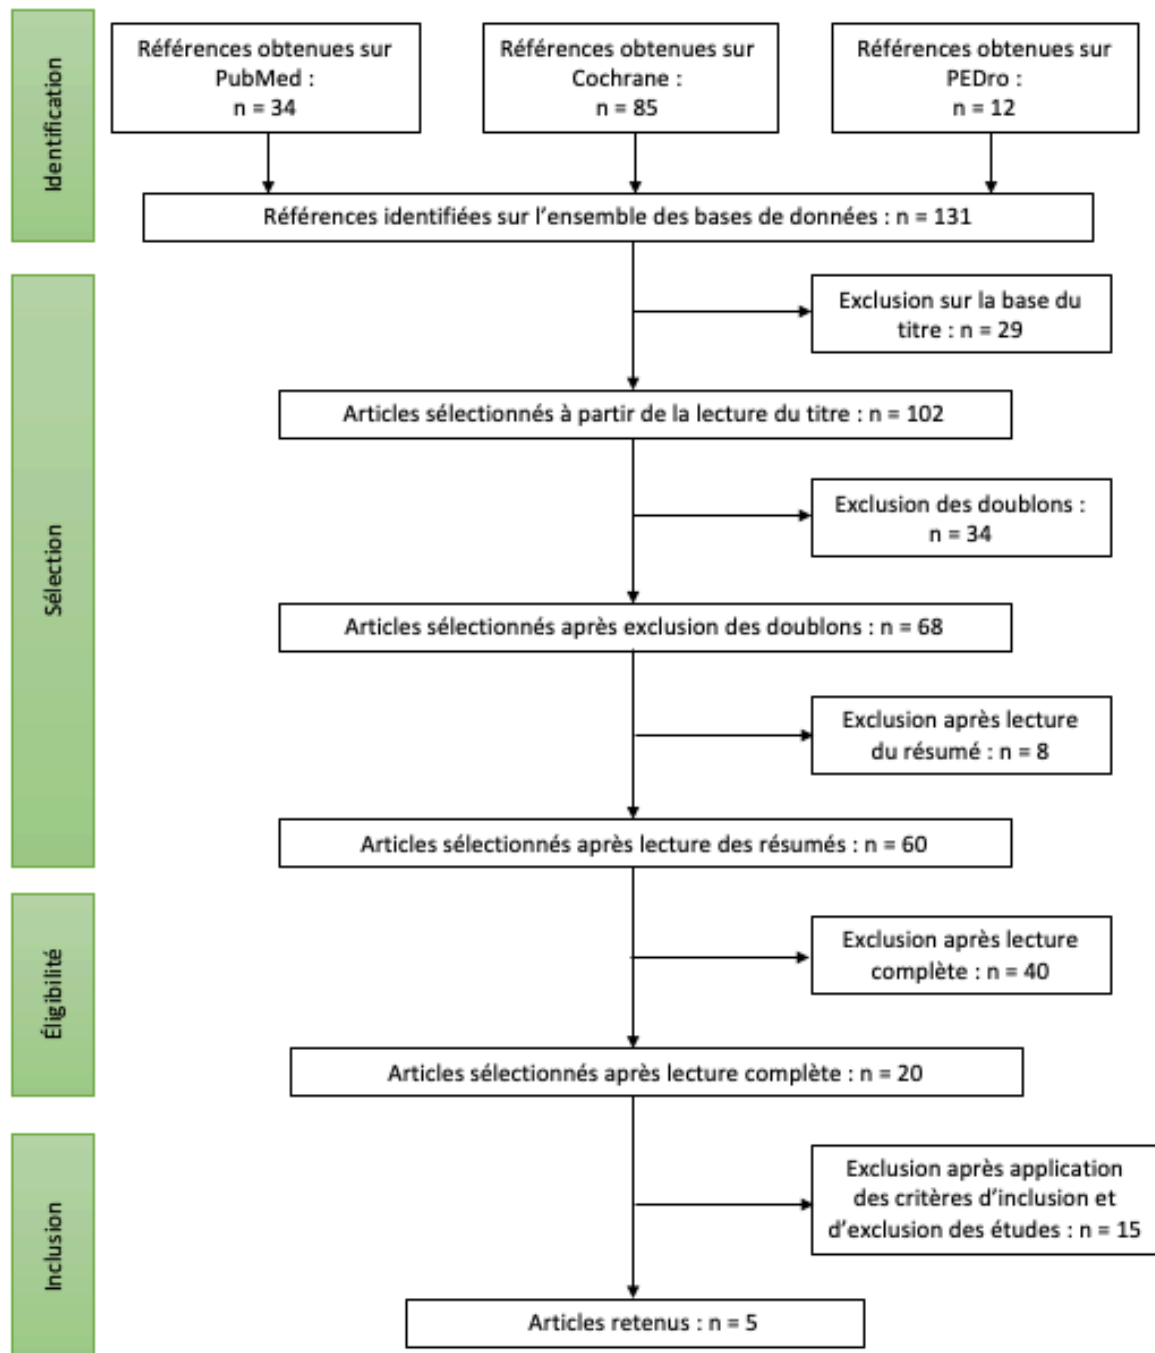 Identification
Références obtenues sur
PubMed :
n = 34
Références obtenues sur
Cochrane :
n = 85
Références obtenues sur
PEDro :
n = 12
Références identifiées sur l'ensemble des bases de données : n = 131
Sélection
Exclusion sur la base du
titre : n = 29
Articles sélectionnés à partir de la lecture du titre : n = 102
Exclusion des doublons :
n = 34
Articles sélectionnés après exclusion des doublons : n = 68
Exclusion après lecture
du résumé : n = 8
Articles sélectionnés après lecture des résumés : n = 60
Éligibilité
Exclusion après lecture
complète : n = 40
Articles sélectionnés après lecture complète : n = 20
Inclusion
Exclusion après application
des critères d'inclusion et
d'exclusion des études : n = 15
Articles retenus : n = 5